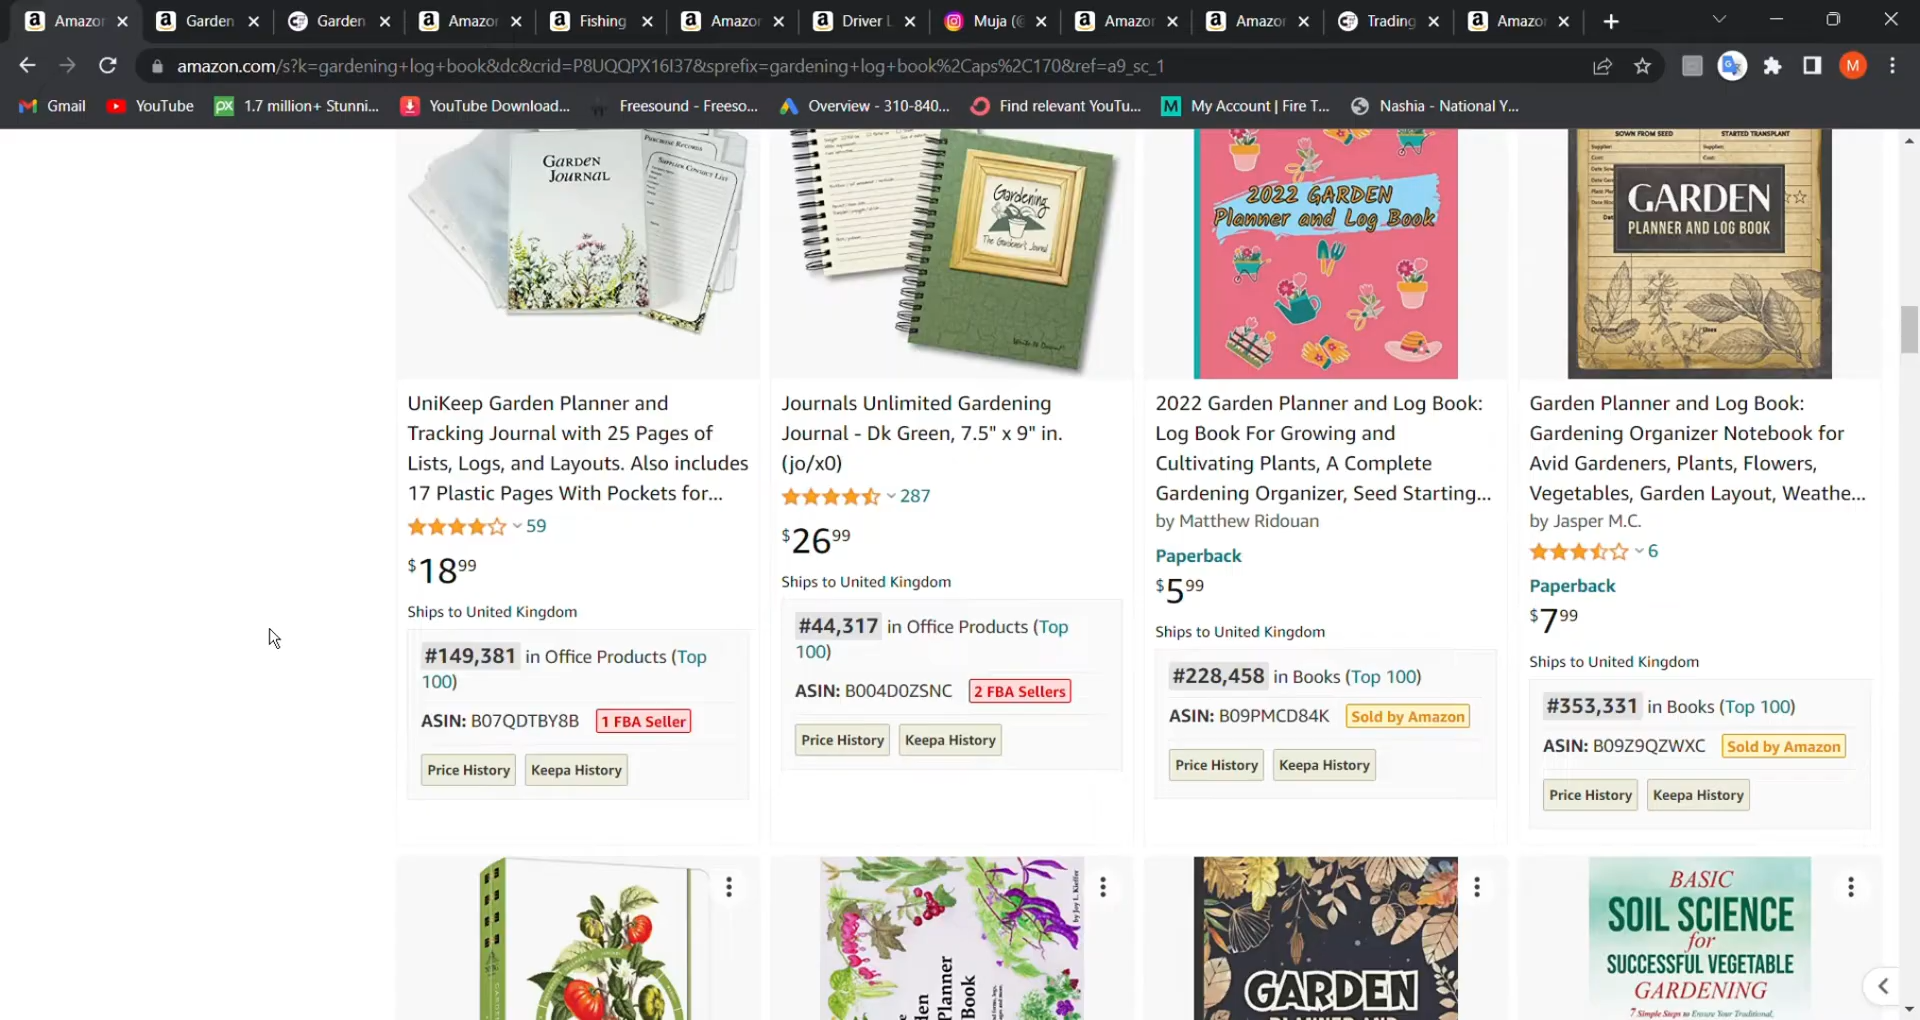 Amazor
Garden
Garden
Amazor
Fishing
Amazor
Driver L
Muja (@
Amazor
Amazor
Trading
Amazor
amazon.com/s?k=gardening+log+book&dc&crid=P8UQQPX16I37&sprefix=gardening+log+book%2Caps%2C170&ref=a9_sc_1
M
Gmail
YouTube
1.7 million+ Stunni...
YouTube Download...
Freesound - Freeso...
Overview - 310-840...
Find relevant YouTu...
My Account | Fire T...
Nashia - National Y...
GARDEN
JOURNAL
PURCHASE RECORDS
SUPPLIER CONTACT LIST
Gardening
The Gardener's Journal
Write It Down!
2022 GARDEN
Planner and Log Book
SOWN FROM SEED
STARTED TRANSPLANT
GARDEN
PLANNER AND LOG BOOK
UniKeep Garden Planner and
Tracking Journal with 25 Pages of
Lists, Logs, and Layouts. Also includes
17 Plastic Pages With Pockets for...
59
$18.99
Ships to United Kingdom
#149,381 in Office Products (Top
100)
ASIN: B07QDTBY8B 1 FBA Seller
Price History Keepa History
Journals Unlimited Gardening
Journal - Dk Green, 7.5" x 9" in.
(jo/x0)
287
$26.99
Ships to United Kingdom
#44,317 in Office Products (Top
100)
ASIN: B004D0ZSNC 2 FBA Sellers
Price History Keepa History
2022 Garden Planner and Log Book:
Log Book For Growing and
Cultivating Plants, A Complete
Gardening Organizer, Seed Starting...
by Matthew Ridouan
Paperback
$5.99
Ships to United Kingdom
#228,458 in Books (Top 100)
ASIN: B09PMCD84K Sold by Amazon
Price History Keepa History
Garden Planner and Log Book:
Gardening Organizer Notebook for
Avid Gardeners, Plants, Flowers,
Vegetables, Garden Layout, Weathe...
by Jasper M.C.
6
Paperback
$7.99
Ships to United Kingdom
#353,331 in Books (Top 100)
ASIN: B09Z9QZWXC Sold by Amazon
Price History Keepa History
by Joy L. Kieffer
Planner
Book
GARDEN
PLANNER AND
BASIC
SOIL SCIENCE
for
SUCCESSFUL VEGETABLE
GARDENING
7 Simple Steps to Ensure Your Traditional,